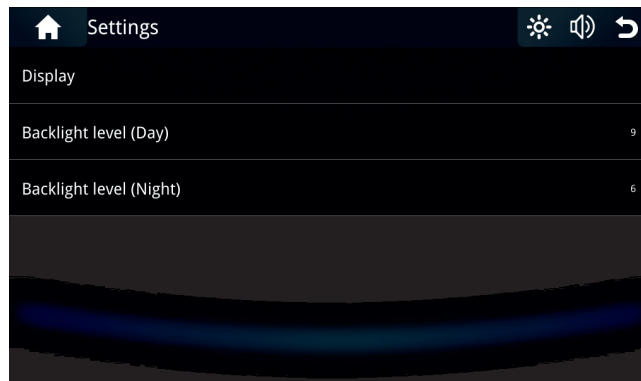 Settings
Display
Backlight level (Day)
9
Backlight level (Night)
6